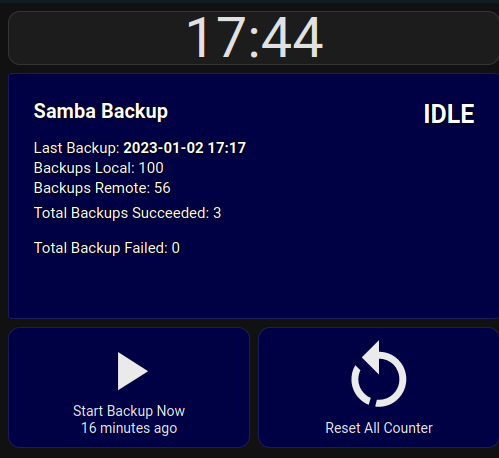 17:44
Samba Backup
IDLE
Last Backup: 2023-01-02 17:17
Backups Local: 100
Backups Remote: 56
Total Backups Succeeded: 3
Total Backup Failed: 0
Start Backup Now
16 minutes ago
Reset All Counter